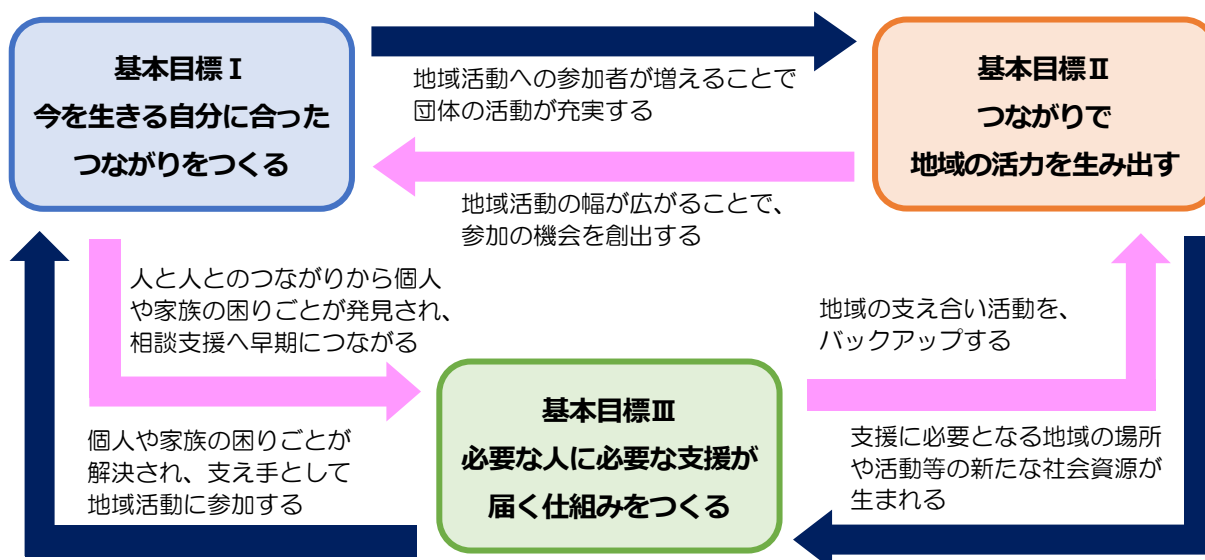 基本目標Ⅰ
今を生きる自分に合った
つながりをつくる
地域活動への参加者が増えることで
団体の活動が充実する
基本目標Ⅱ
つながりで
地域の活力を生み出す
地域活動の幅が広がることで、
参加の機会を創出する
人と人とのつながりから個人
や家族の困りごとが発見され、
相談支援へ早期につながる
地域の支え合い活動を、
バックアップする
基本目標Ⅲ
必要な人に必要な支援が
届く仕組みをつくる
個人や家族の困りごとが
解決され、支え手として
地域活動に参加する
支援に必要となる地域の場所
や活動等の新たな社会資源が
生まれる